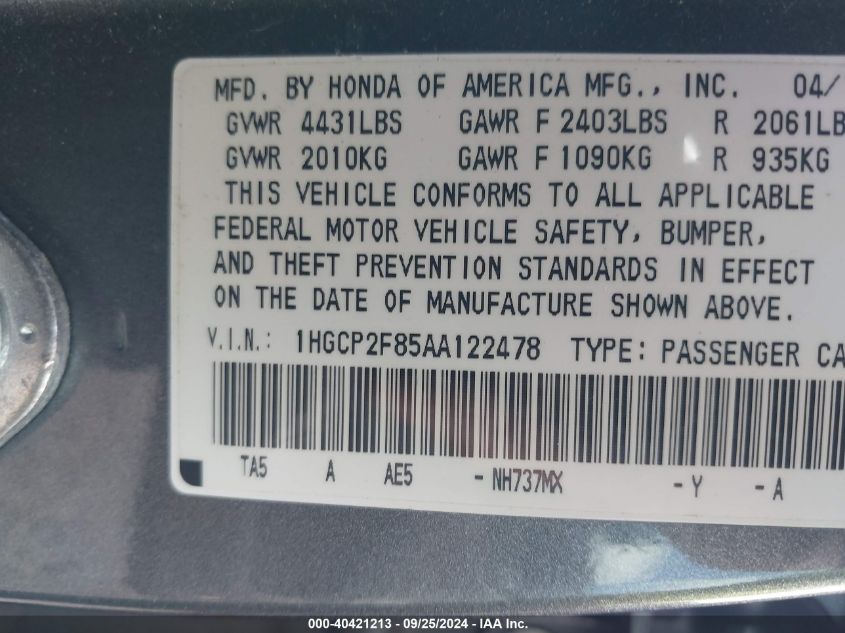 MFD. BY HONDA OF AMERICA MFG., INC. 04/
GVWR 4431LBS GAWR F 2403LBS R 2061LB
GVWR 2010KG GAWR F 1090KG R 935KG
THIS VEHICLE CONFORMS TO ALL APPLICABLE
FEDERAL MOTOR VEHICLE SAFETY, BUMPER,
AND THEFT PREVENTION STANDARDS IN EFFECT
ON THE DATE OF MANUFACTURE SHOWN ABOVE.
V.I.N.: 1HGCP2F85AA122478 TYPE: PASSENGER CA
TA5 A AE5 -NH737MX -Y -A
000-40421213 - 09/25/2024 - IAA Inc.